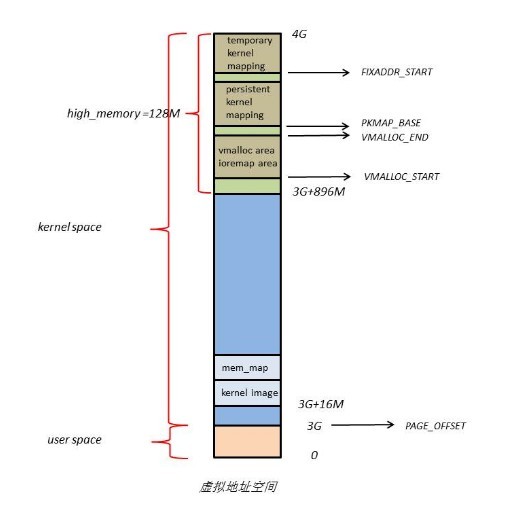 4G
temporary
kernel
mapping
FIXADDR_START
persistent
kernel
mapping
high_memory =128M
PKMAP_BASE
VMALLOC_END
vmalloc area
ioremap area
VMALLOC_START
3G+896M
kernel space
mem_map
kernel image
3G+16M
3G
PAGE_OFFSET
user space
0
虚拟地址空间